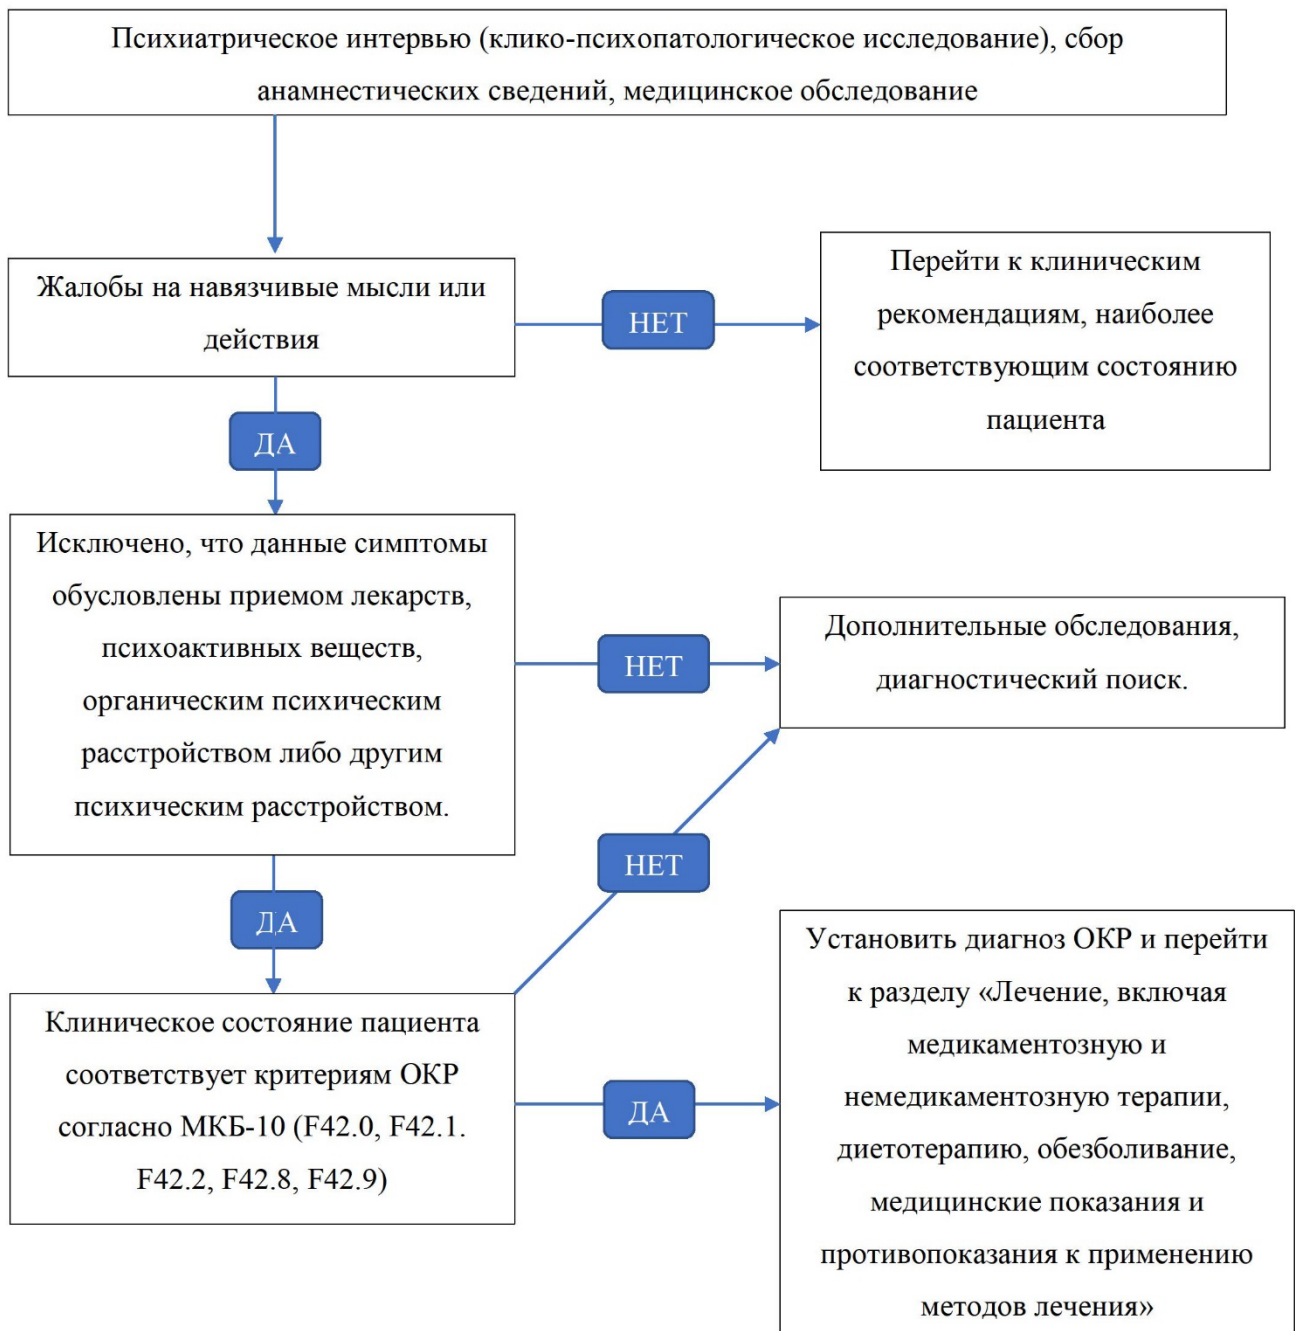 Психиатрическое интервью (клико-психопатологическое исследование), сбор
анамнестических сведений, медицинское обследование
Жалобы на навязчивые мысли или
действия
НЕТ
Перейти к клиническим
рекомендациям, наиболее
соответствующим состоянию
пациента
ДА
Исключено, что данные симптомы
обусловлены приемом лекарств,
психоактивных веществ,
органическим психическим
расстройством либо другим
психическим расстройством.
НЕТ
Дополнительные обследования,
диагностический поиск.
НЕТ
ДА
Клиническое состояние пациента
соответствует критериям ОКР
согласно МКБ-10 (F42.0, F42.1.
F42.2, F42.8, F42.9)
ДА
Установить диагноз ОКР и перейти
к разделу «Лечение, включая
медикаментозную и
немедикаментозную терапии,
диетотерапию, обезболивание,
медицинские показания и
противопоказания к применению
методов лечения»